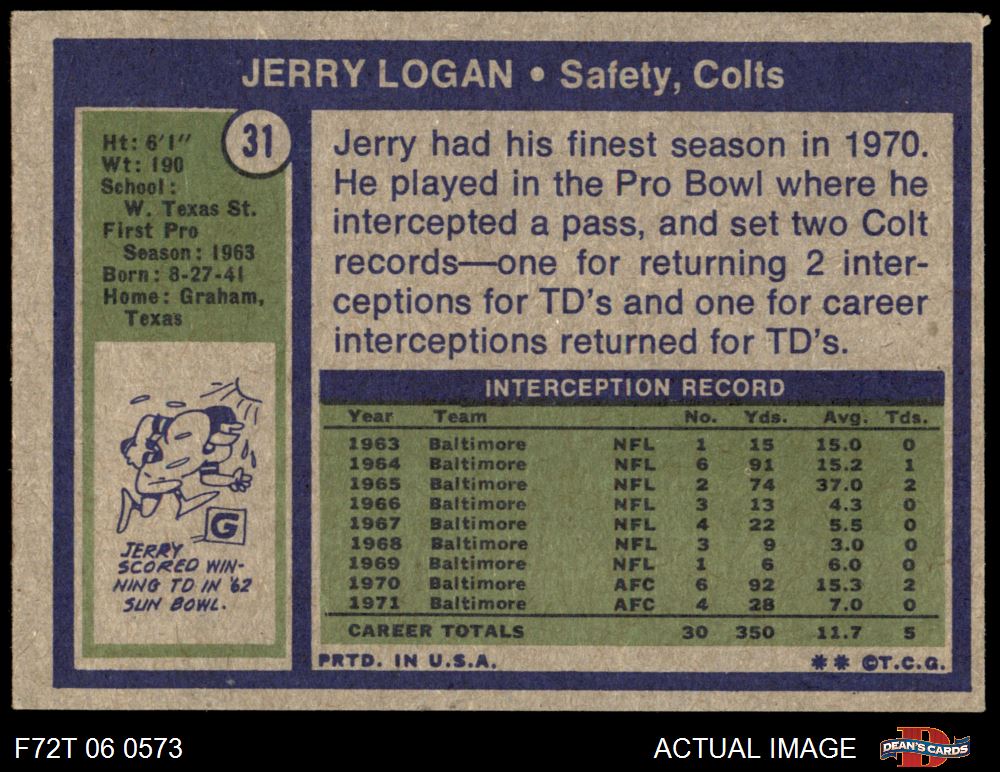 JERRY LOGAN • Safety, Colts
31
Ht: 6'1"
Wt: 190
School:
W. Texas St.
First Pro
Season: 1963
Born: 8-27-41
Home: Graham,
Texas
G
JERRY
SCORED WIN-
NING TD IN '62
SUN BOWL.
Jerry had his finest season in 1970.
He played in the Pro Bowl where he
intercepted a pass, and set two Colt
records—one for returning 2 inter-
ceptions for TD's and one for career
interceptions returned for TD's.
INTERCEPTION RECORD
Year Team No. Yds. Avg. Tds.
1963 Baltimore NFL 1 15 15.0 0
1964 Baltimore NFL 6 91 15.2 1
1965 Baltimore NFL 2 74 37.0 2
1966 Baltimore NFL 3 13 4.3 0
1967 Baltimore NFL 4 22 5.5 0
1968 Baltimore NFL 3 9 3.0 0
1969 Baltimore NFL 1 6 6.0 0
1970 Baltimore AFC 6 92 15.3 2
1971 Baltimore AFC 4 28 7.0 0
CAREER TOTALS 30 350 11.7 5
PRTD. IN U.S.A. ** ©T.C.G.
F72T 06 0573 ACTUAL IMAGE DEAN'S CARDS